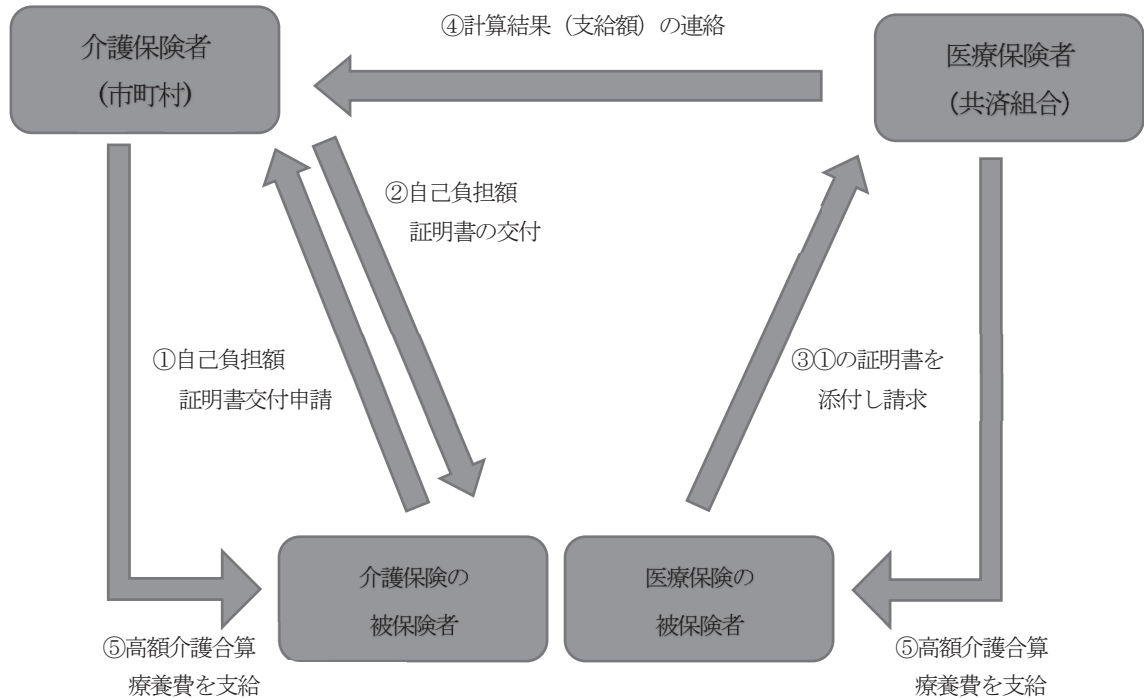 ④計算結果（支給額）の連絡
介護保険者
(市町村)
医療保険者
(共済組合)
②自己負担額
証明書の交付
①自己負担額
証明書交付申請
③①の証明書を
添付し請求
介護保険の
被保険者
医療保険の
被保険者
⑤高額介護合算
療養費を支給
⑤高額介護合算
療養費を支給